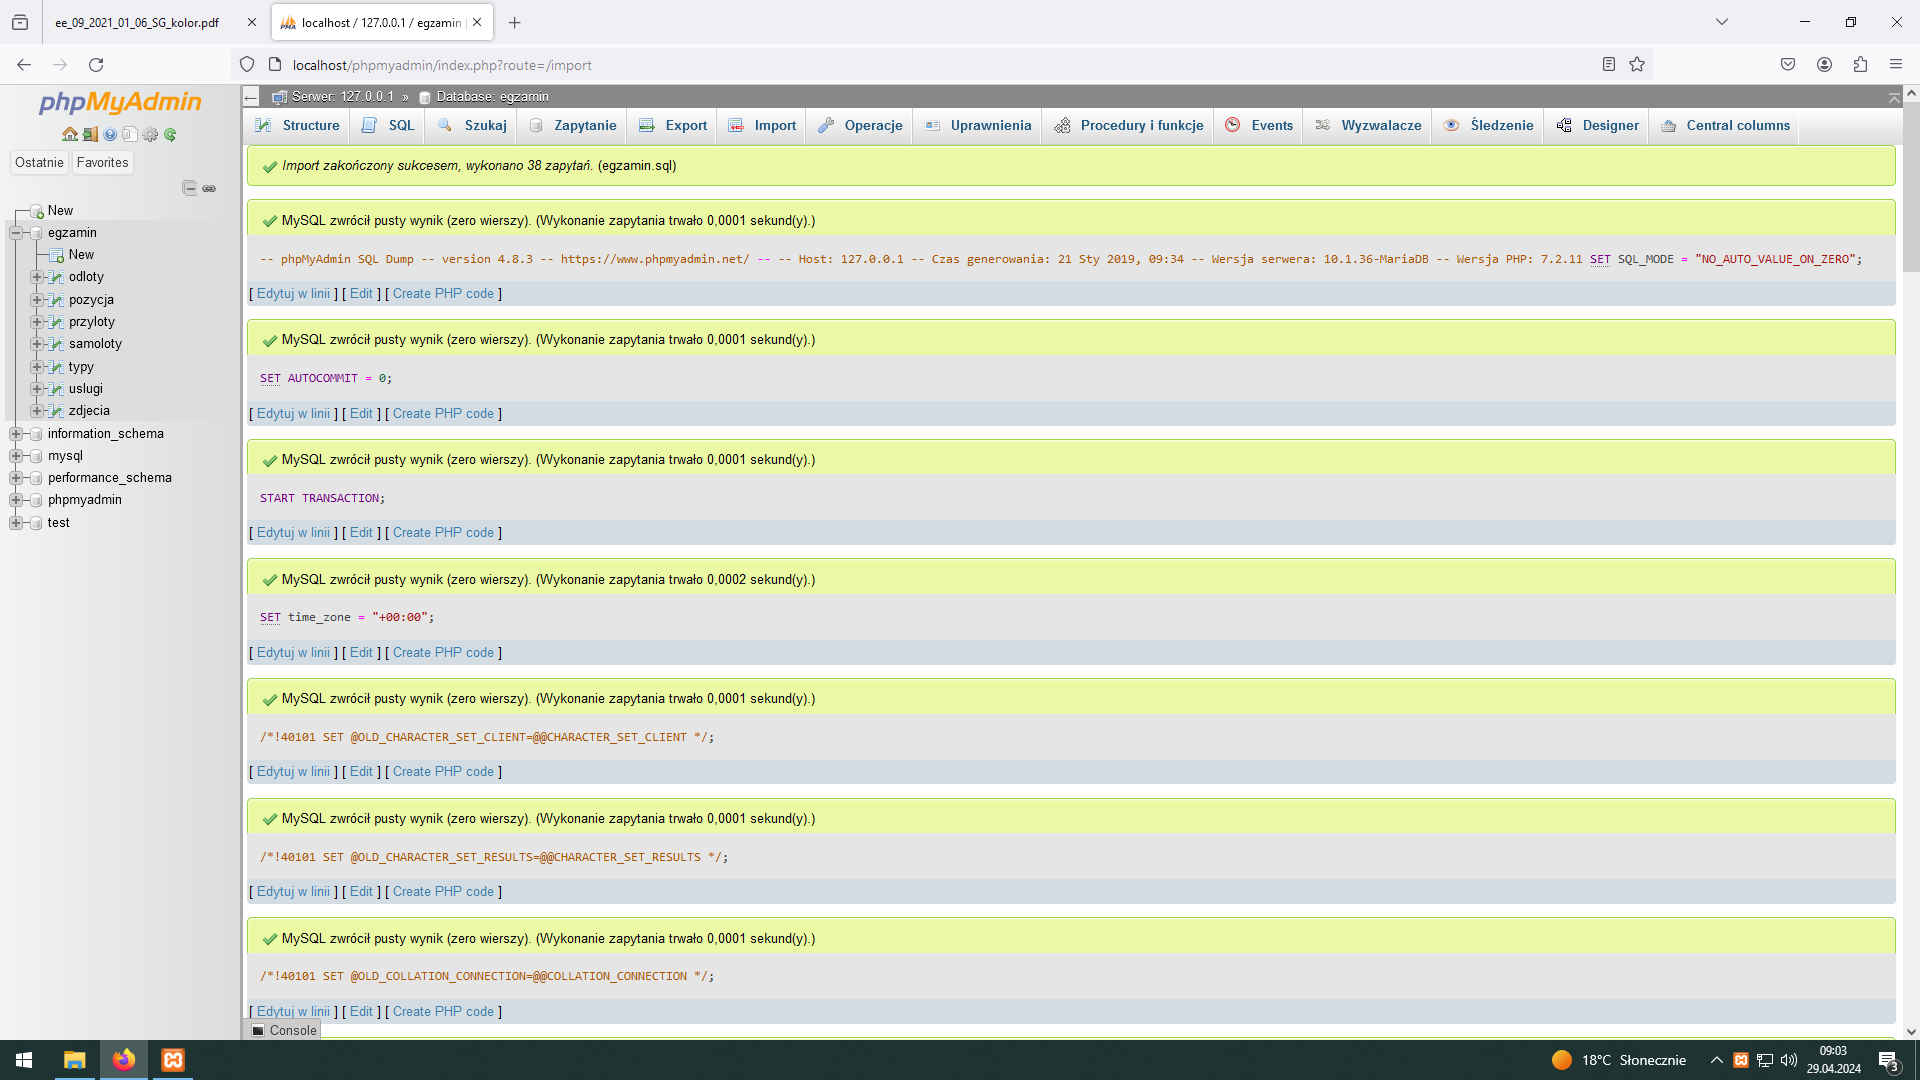 ee_09_2021_01_06_SG_kolor.pdf
localhost / 127.0.0.1 / egzamin
localhost/phpmyadmin/index.php?route=/import
phpMyAdmin
Ostatnie Favorites
New
egzamin
New
odloty
pozycja
przyloty
samoloty
typy
uslugi
zdjecia
information_schema
mysql
performance_schema
phpmyadmin
test
Serwer: 127.0.0.1 » Database: egzamin
Structure SQL Szukaj Zapytanie Export Import Operacje Uprawnienia Procedury i funkcje Events Wyzwalacze Śledzenie Designer Central columns
Import zakończony sukcesem, wykonano 38 zapytań. (egzamin.sql)
MySQL zwrócił pusty wynik (zero wierszy). (Wykonanie zapytania trwało 0,0001 sekund(y).)
-- phpMyAdmin SQL Dump -- version 4.8.3 -- https://www.phpmyadmin.net/ -- -- Host: 127.0.0.1 -- Czas generowania: 21 Sty 2019, 09:34 -- Wersja serwera: 10.1.36-MariaDB -- Wersja PHP: 7.2.11 SET SQL_MODE = "NO_AUTO_VALUE_ON_ZERO";
[ Edytuj w linii ] [ Edit ] [ Create PHP code ]
MySQL zwrócił pusty wynik (zero wierszy). (Wykonanie zapytania trwało 0,0001 sekund(y).)
SET AUTOCOMMIT = 0;
[ Edytuj w linii ] [ Edit ] [ Create PHP code ]
MySQL zwrócił pusty wynik (zero wierszy). (Wykonanie zapytania trwało 0,0001 sekund(y).)
START TRANSACTION;
[ Edytuj w linii ] [ Edit ] [ Create PHP code ]
MySQL zwrócił pusty wynik (zero wierszy). (Wykonanie zapytania trwało 0,0002 sekund(y).)
SET time_zone = "+00:00";
[ Edytuj w linii ] [ Edit ] [ Create PHP code ]
MySQL zwrócił pusty wynik (zero wierszy). (Wykonanie zapytania trwało 0,0001 sekund(y).)
/*!40101 SET @OLD_CHARACTER_SET_CLIENT=@@CHARACTER_SET_CLIENT */;
[ Edytuj w linii ] [ Edit ] [ Create PHP code ]
MySQL zwrócił pusty wynik (zero wierszy). (Wykonanie zapytania trwało 0,0001 sekund(y).)
/*!40101 SET @OLD_CHARACTER_SET_RESULTS=@@CHARACTER_SET_RESULTS */;
[ Edytuj w linii ] [ Edit ] [ Create PHP code ]
MySQL zwrócił pusty wynik (zero wierszy). (Wykonanie zapytania trwało 0,0001 sekund(y).)
/*!40101 SET @OLD_COLLATION_CONNECTION=@@COLLATION_CONNECTION */;
[ Edytuj w linii ] [ Edit ] [ Create PHP code ]
Console
18°C Słonecznie
09:03
29.04.2024
3